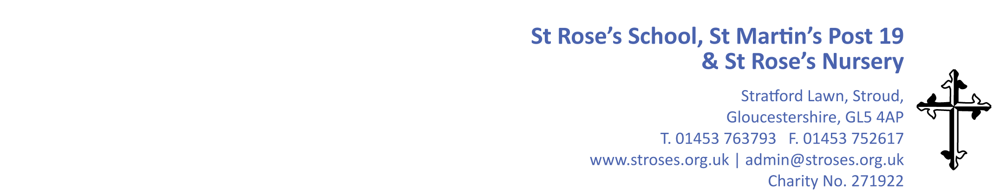 St Rose’s School, St Martin’s Post 19
& St Rose’s Nursery
Stratford Lawn, Stroud,
Gloucestershire, GL5 4AP
T. 01453 763793   F. 01453 752617
www.stroses.org.uk | admin@stroses.org.uk
Charity No. 271922